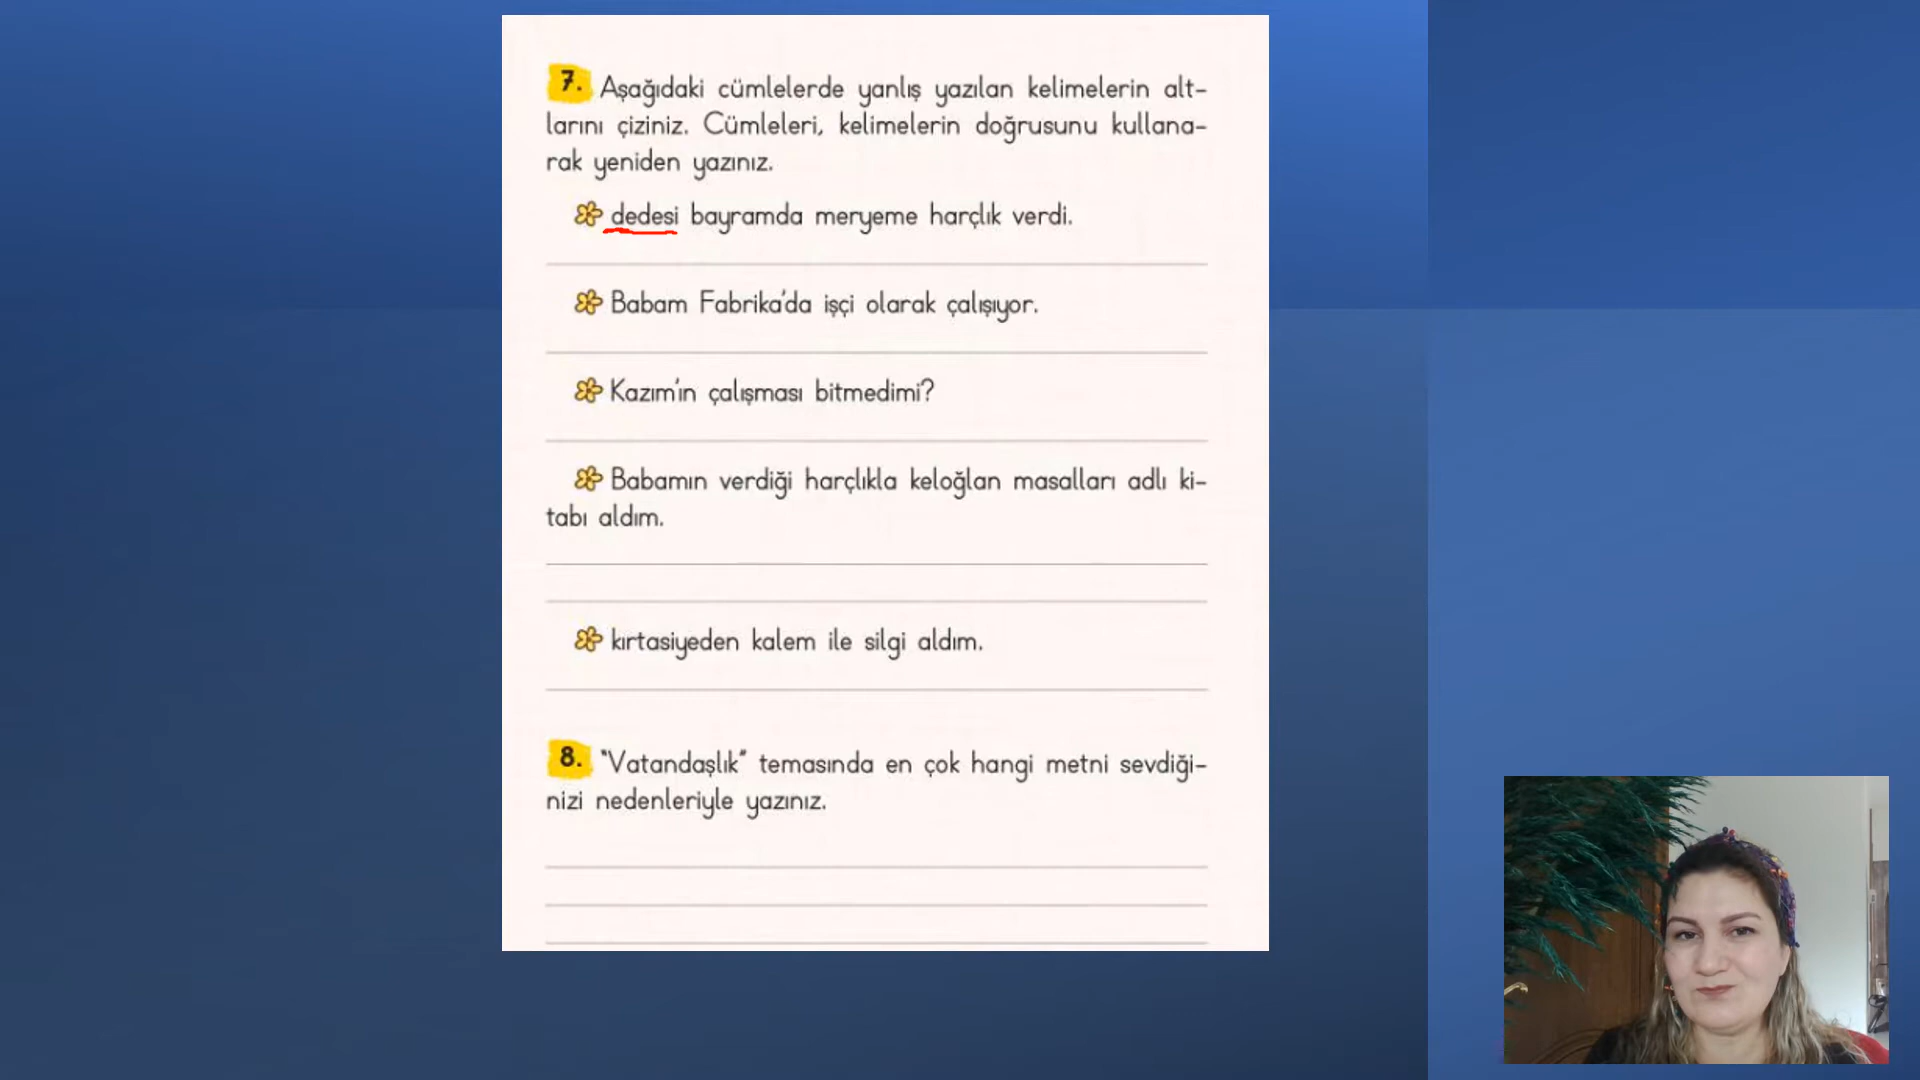 7. Aşağıdaki cümlelerde yanlış yazılan kelimelerin alt-
larını çiziniz. Cümleleri, kelimelerin doğrusunu kullana-
rak yeniden yazınız.
dedesi bayramda meryeme harçlık verdi.
Babam Fabrika'da işçi olarak çalışıyor.
Kazım'ın çalışması bitmedimi?
Babamın verdiği harçlıkla keloğlan masalları adlı ki-
tabı aldım.
kırtasiyeden kalem ile silgi aldım.
8. "Vatandaşlık" temasında en çok hangi metni sevdiği-
nizi nedenleriyle yazınız.